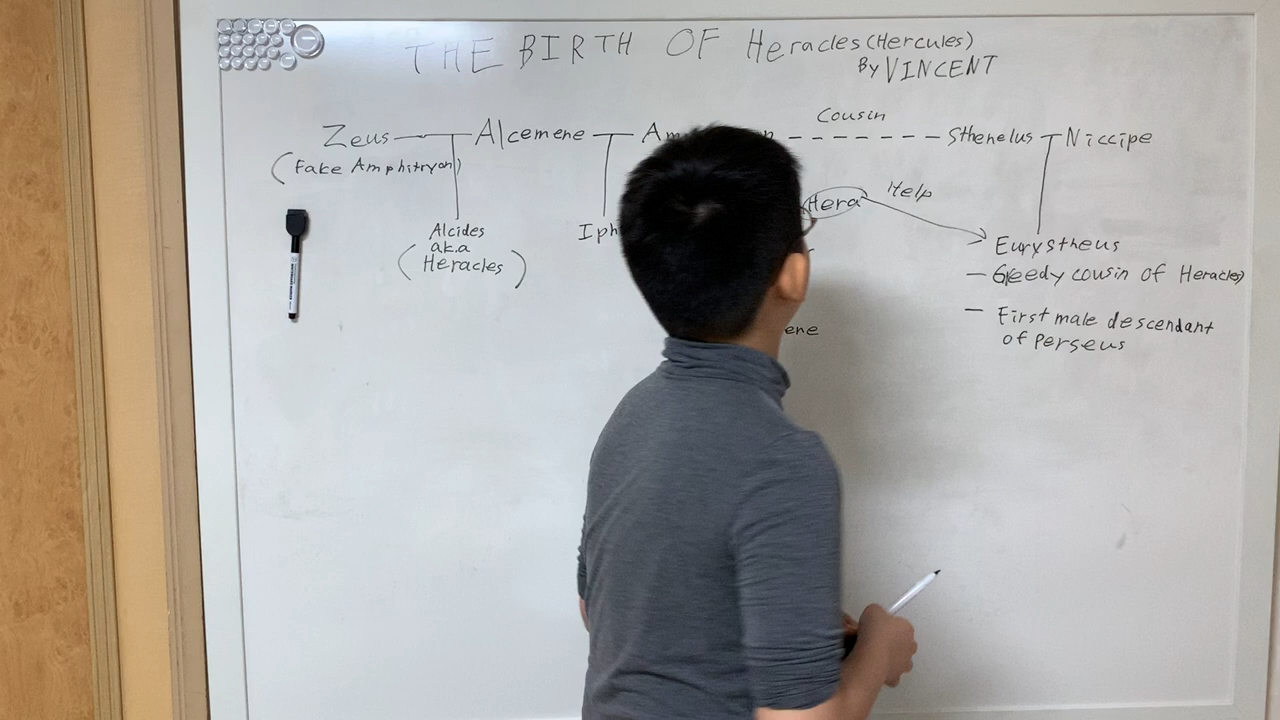 THE BIRTH OF Heracles (Hercules)
By VINCENT
Zeus Alcemene Cousin Sthenelus Niccipe
(Fake Amphitryon)
Hera Help
Alcides
a.k.a
(Heracles)
Eurystheus
- Greedy cousin of Heracles)
- First male descendant
of perseus